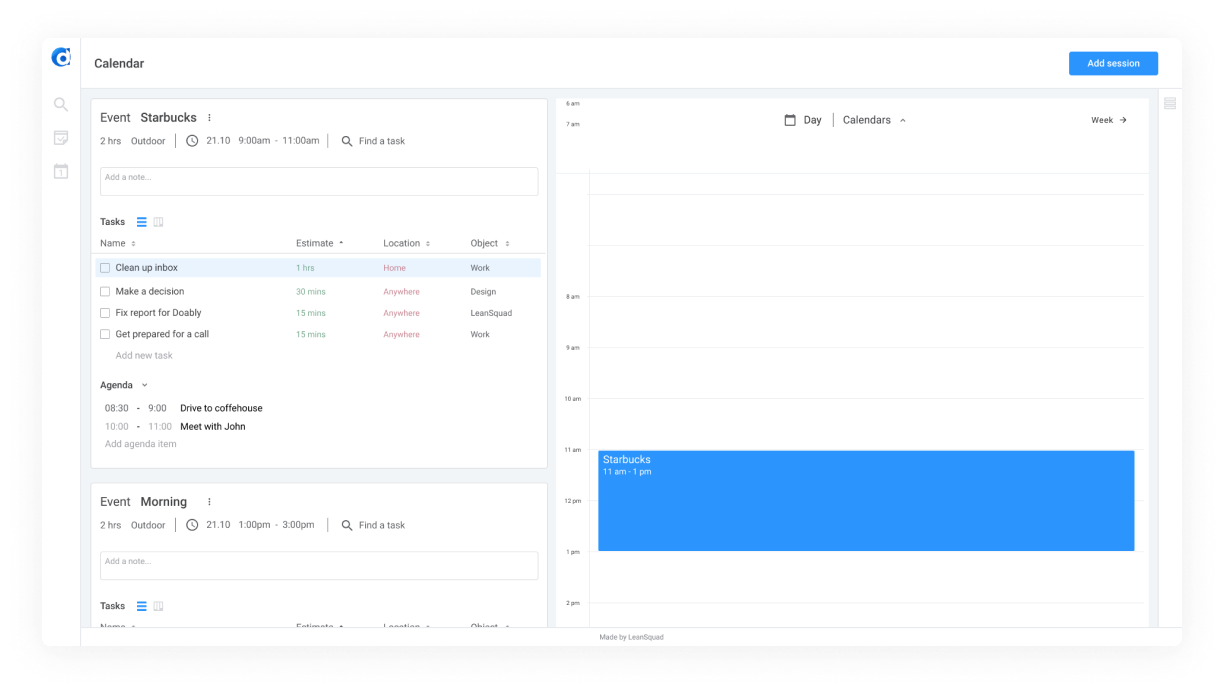 Calendar
Add session
1
Event Starbucks
2 hrs Outdoor 21.10 9:00am - 11:00am Find a task
Add a note...
Tasks
Name Estimate Location Object
Clean up inbox 1 hrs Home Work
Make a decision 30 mins Anywhere Design
Fix report for Doably 15 mins Anywhere LeanSquad
Get prepared for a call 15 mins Anywhere Work
Add new task
Agenda
08:30 - 9:00 Drive to coffehouse
10:00 - 11:00 Meet with John
Add agenda item
Event Morning
2 hrs Outdoor 21.10 1:00pm - 3:00pm Find a task
Add a note...
Tasks
Name Estimate Location Object
6 am
7 am
Day Calendars Week
8 am
9 am
10 am
11 am
Starbucks
11 am - 1 pm
12 pm
1 pm
2 pm
Made by LeanSquad